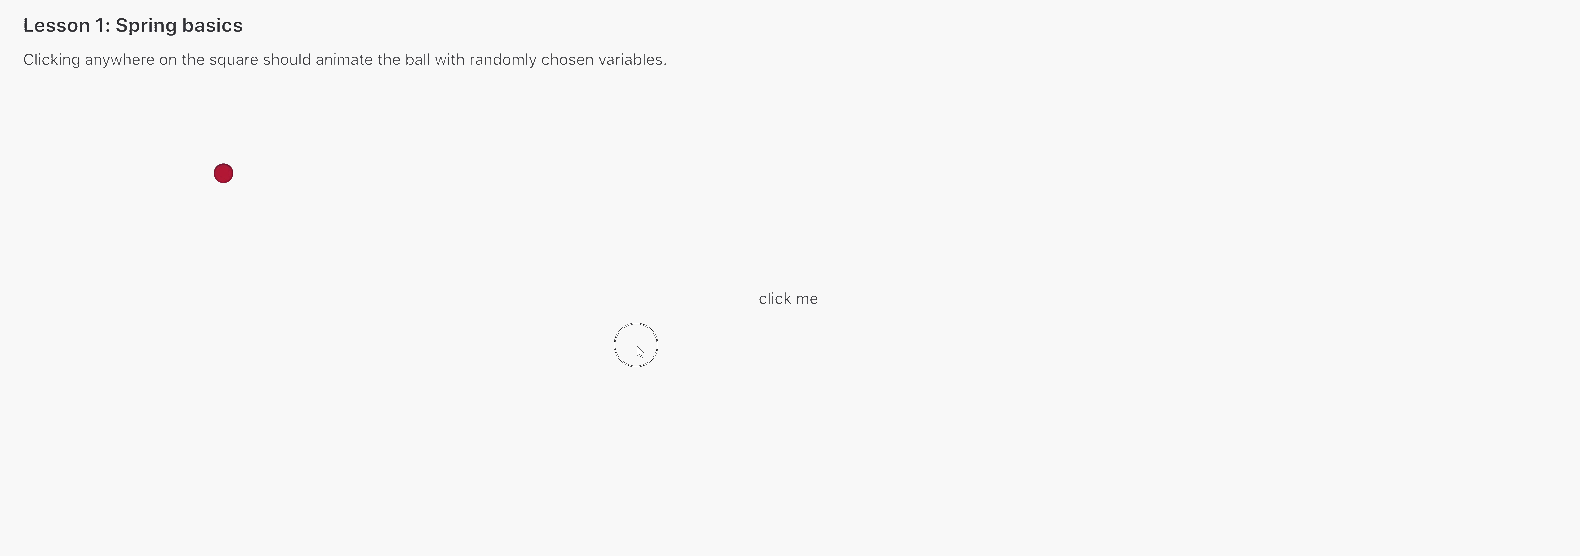 Lesson 1: Spring basics
Clicking anywhere on the square should animate the ball with randomly chosen variables.
click me